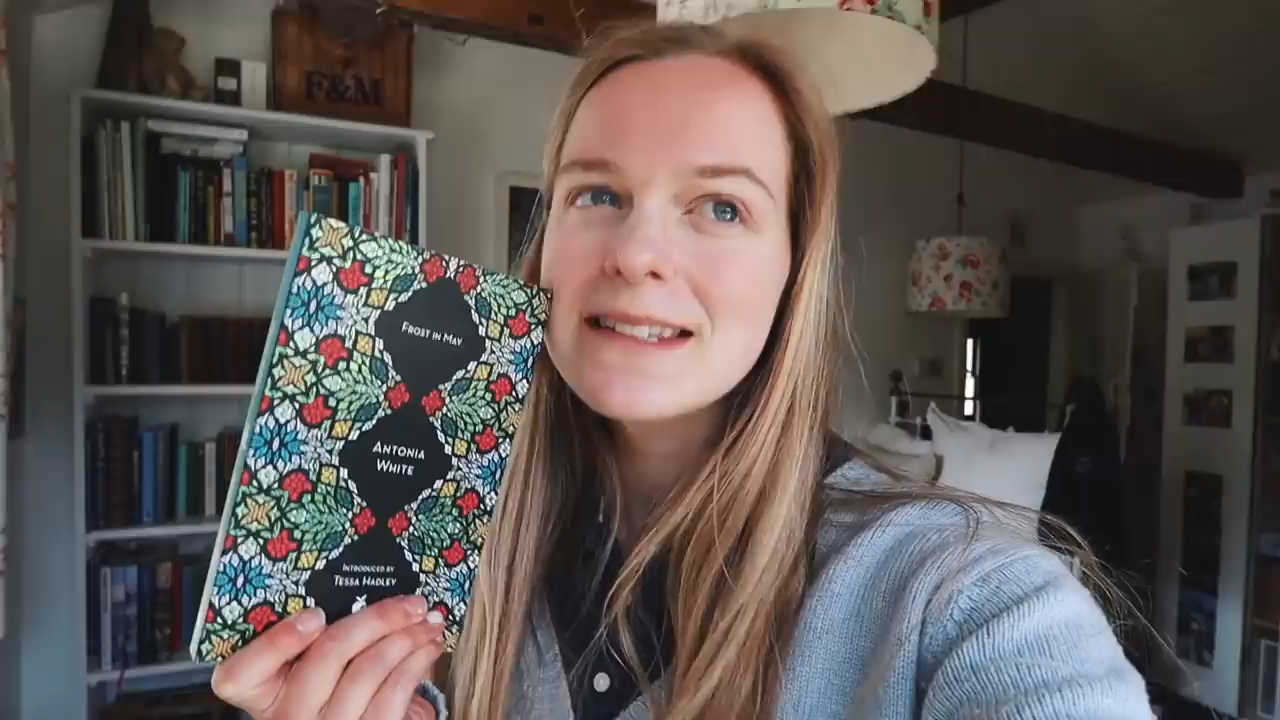 F&M
FROST IN MAY
ANTONIA
WHITE
INTRODUCED BY
TESSA HADLEY